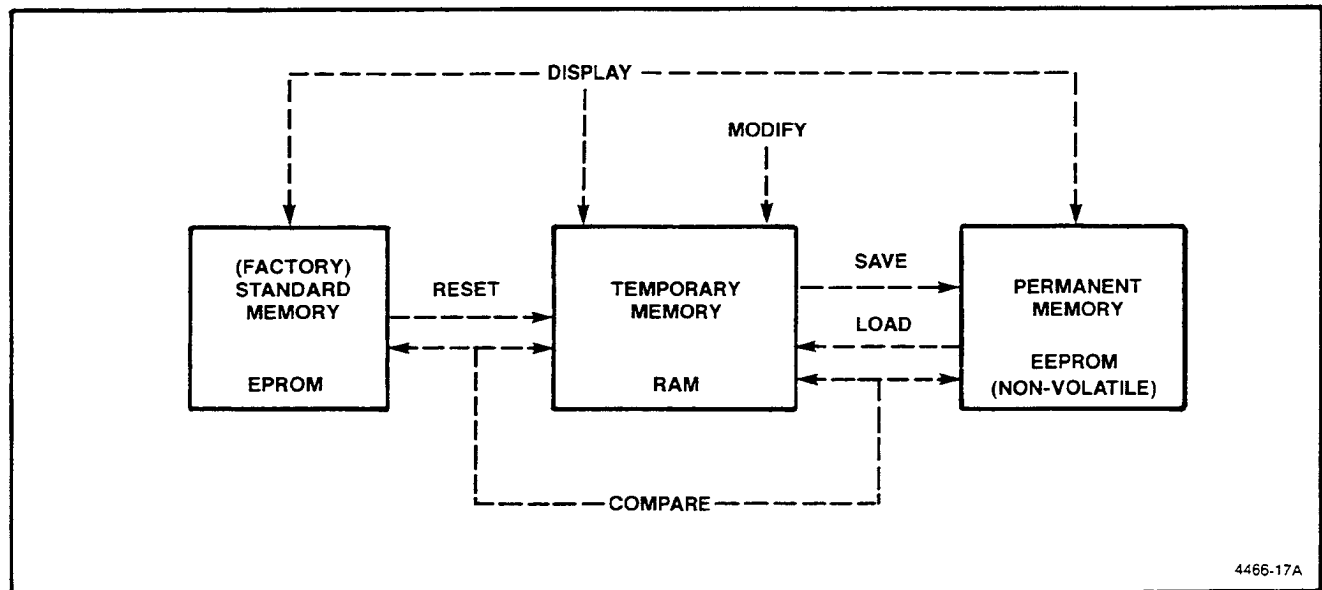 DISPLAY
MODIFY
(FACTORY)
STANDARD
MEMORY
EPROM
RESET
TEMPORARY
MEMORY
RAM
SAVE
LOAD
PERMANENT
MEMORY
EEPROM
(NON-VOLATILE)
COMPARE
4466-17A